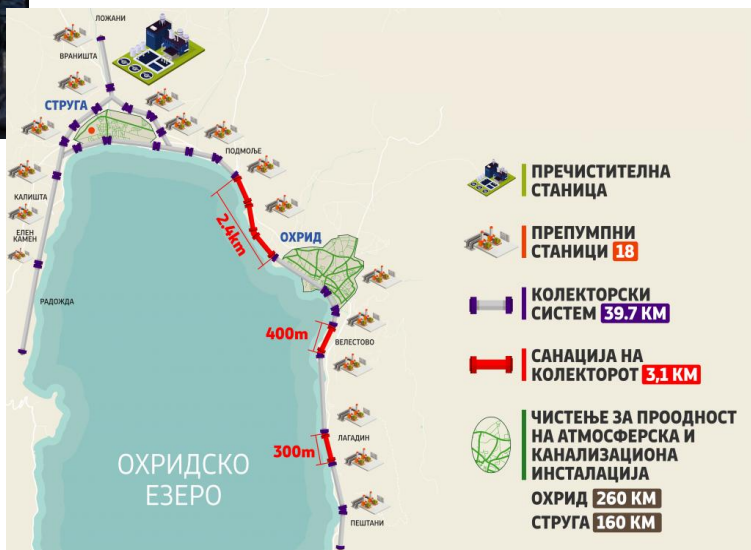 ЛОЖАНИ
ВРАНИШТА
СТРУГА
ПОДМОЉЕ
КАЛИШТА
ЕЛЕН
КАМЕН
РАДОЖДА
2.4km
ОХРИД
400m
ВЕЛЕСТОВО
300m
ЛАГАДИН
ПЕШТАНИ
ОХРИДСКО
ЕЗЕРО
ПРЕЧИСТИТЕЛНА
СТАНИЦА
ПРЕПУМПНИ
СТАНИЦИ 18
КОЛЕКТОРСКИ
СИСТЕМ 39.7 КМ
САНАЦИЈА НА
КОЛЕКТОРОТ 3,1 КМ
ЧИСТЕЊЕ ЗА ПРООДНОСТ
НА АТМОСФЕРСКА И
КАНАЛИЗАЦИОНА
ИНСТАЛАЦИЈА
ОХРИД 260 КМ
СТРУГА 160 КМ